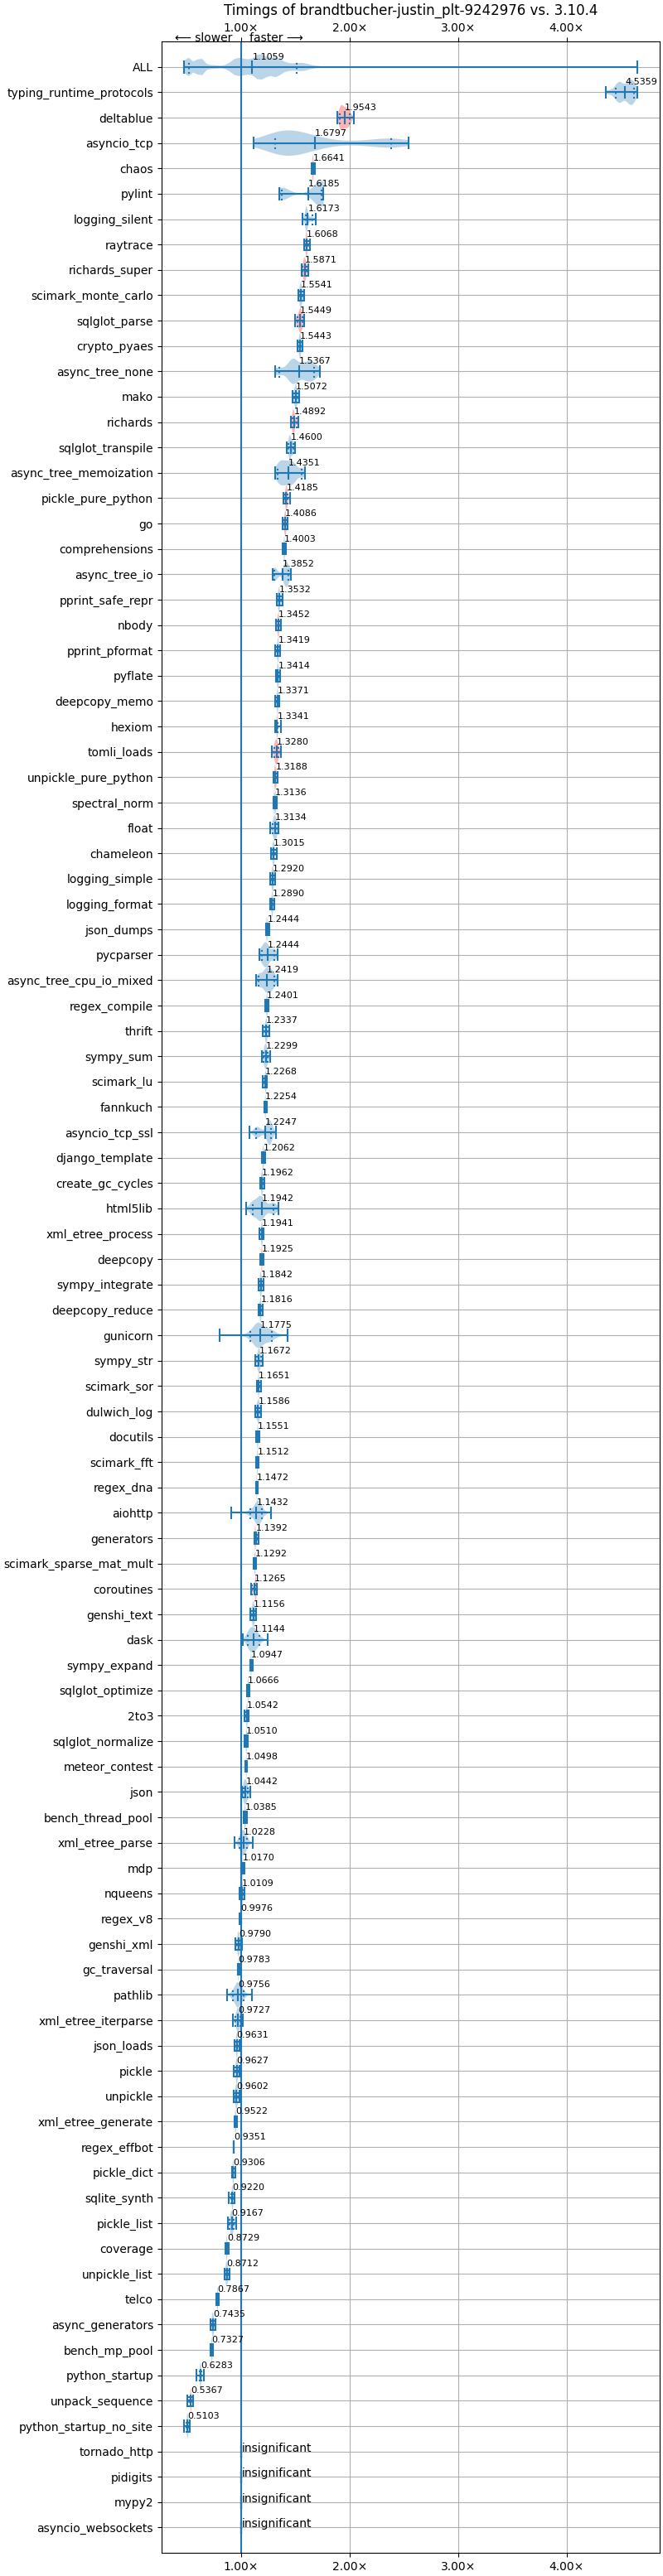 Timings of brandtbucher-justin_plt-9242976 vs. 3.10.4
1.00× 2.00× 3.00× 4.00×
⟵ slower faster ⟶
ALL 1.1059
typing_runtime_protocols 4.5359
deltablue 1.9543
asyncio_tcp 1.6797
chaos 1.6641
pylint 1.6185
logging_silent 1.6173
raytrace 1.6068
richards_super 1.5871
scimark_monte_carlo 1.5541
sqlglot_parse 1.5449
crypto_pyaes 1.5443
async_tree_none 1.5367
mako 1.5072
richards 1.4892
sqlglot_transpile 1.4600
async_tree_memoization 1.4351
pickle_pure_python 1.4185
go 1.4086
comprehensions 1.4003
async_tree_io 1.3852
pprint_safe_repr 1.3532
nbody 1.3452
pprint_pformat 1.3419
pyflate 1.3414
deepcopy_memo 1.3371
hexiom 1.3341
tomli_loads 1.3280
unpickle_pure_python 1.3188
spectral_norm 1.3136
float 1.3134
chameleon 1.3015
logging_simple 1.2920
logging_format 1.2890
json_dumps 1.2444
pycparser 1.2444
async_tree_cpu_io_mixed 1.2419
regex_compile 1.2401
thrift 1.2337
sympy_sum 1.2299
scimark_lu 1.2268
fannkuch 1.2254
asyncio_tcp_ssl 1.2247
django_template 1.2062
create_gc_cycles 1.1962
html5lib 1.1942
xml_etree_process 1.1941
deepcopy 1.1925
sympy_integrate 1.1842
deepcopy_reduce 1.1816
gunicorn 1.1775
sympy_str 1.1672
scimark_sor 1.1651
dulwich_log 1.1586
docutils 1.1551
scimark_fft 1.1512
regex_dna 1.1472
aiohttp 1.1432
generators 1.1392
scimark_sparse_mat_mult 1.1292
coroutines 1.1265
genshi_text 1.1156
dask 1.1144
sympy_expand 1.0947
sqlglot_optimize 1.0666
2to3 1.0542
sqlglot_normalize 1.0510
meteor_contest 1.0498
json 1.0442
bench_thread_pool 1.0385
xml_etree_parse 1.0228
mdp 1.0170
nqueens 1.0109
regex_v8 0.9976
genshi_xml 0.9790
gc_traversal 0.9783
pathlib 0.9756
xml_etree_iterparse 0.9727
json_loads 0.9631
pickle 0.9627
unpickle 0.9602
xml_etree_generate 0.9522
regex_effbot 0.9351
pickle_dict 0.9306
sqlite_synth 0.9220
pickle_list 0.9167
coverage 0.8729
unpickle_list 0.8712
telco 0.7867
async_generators 0.7435
bench_mp_pool 0.7327
python_startup 0.6283
unpack_sequence 0.5367
python_startup_no_site 0.5103
tornado_http insignificant
pidigits insignificant
mypy2 insignificant
asyncio_websockets insignificant
1.00× 2.00× 3.00× 4.00×